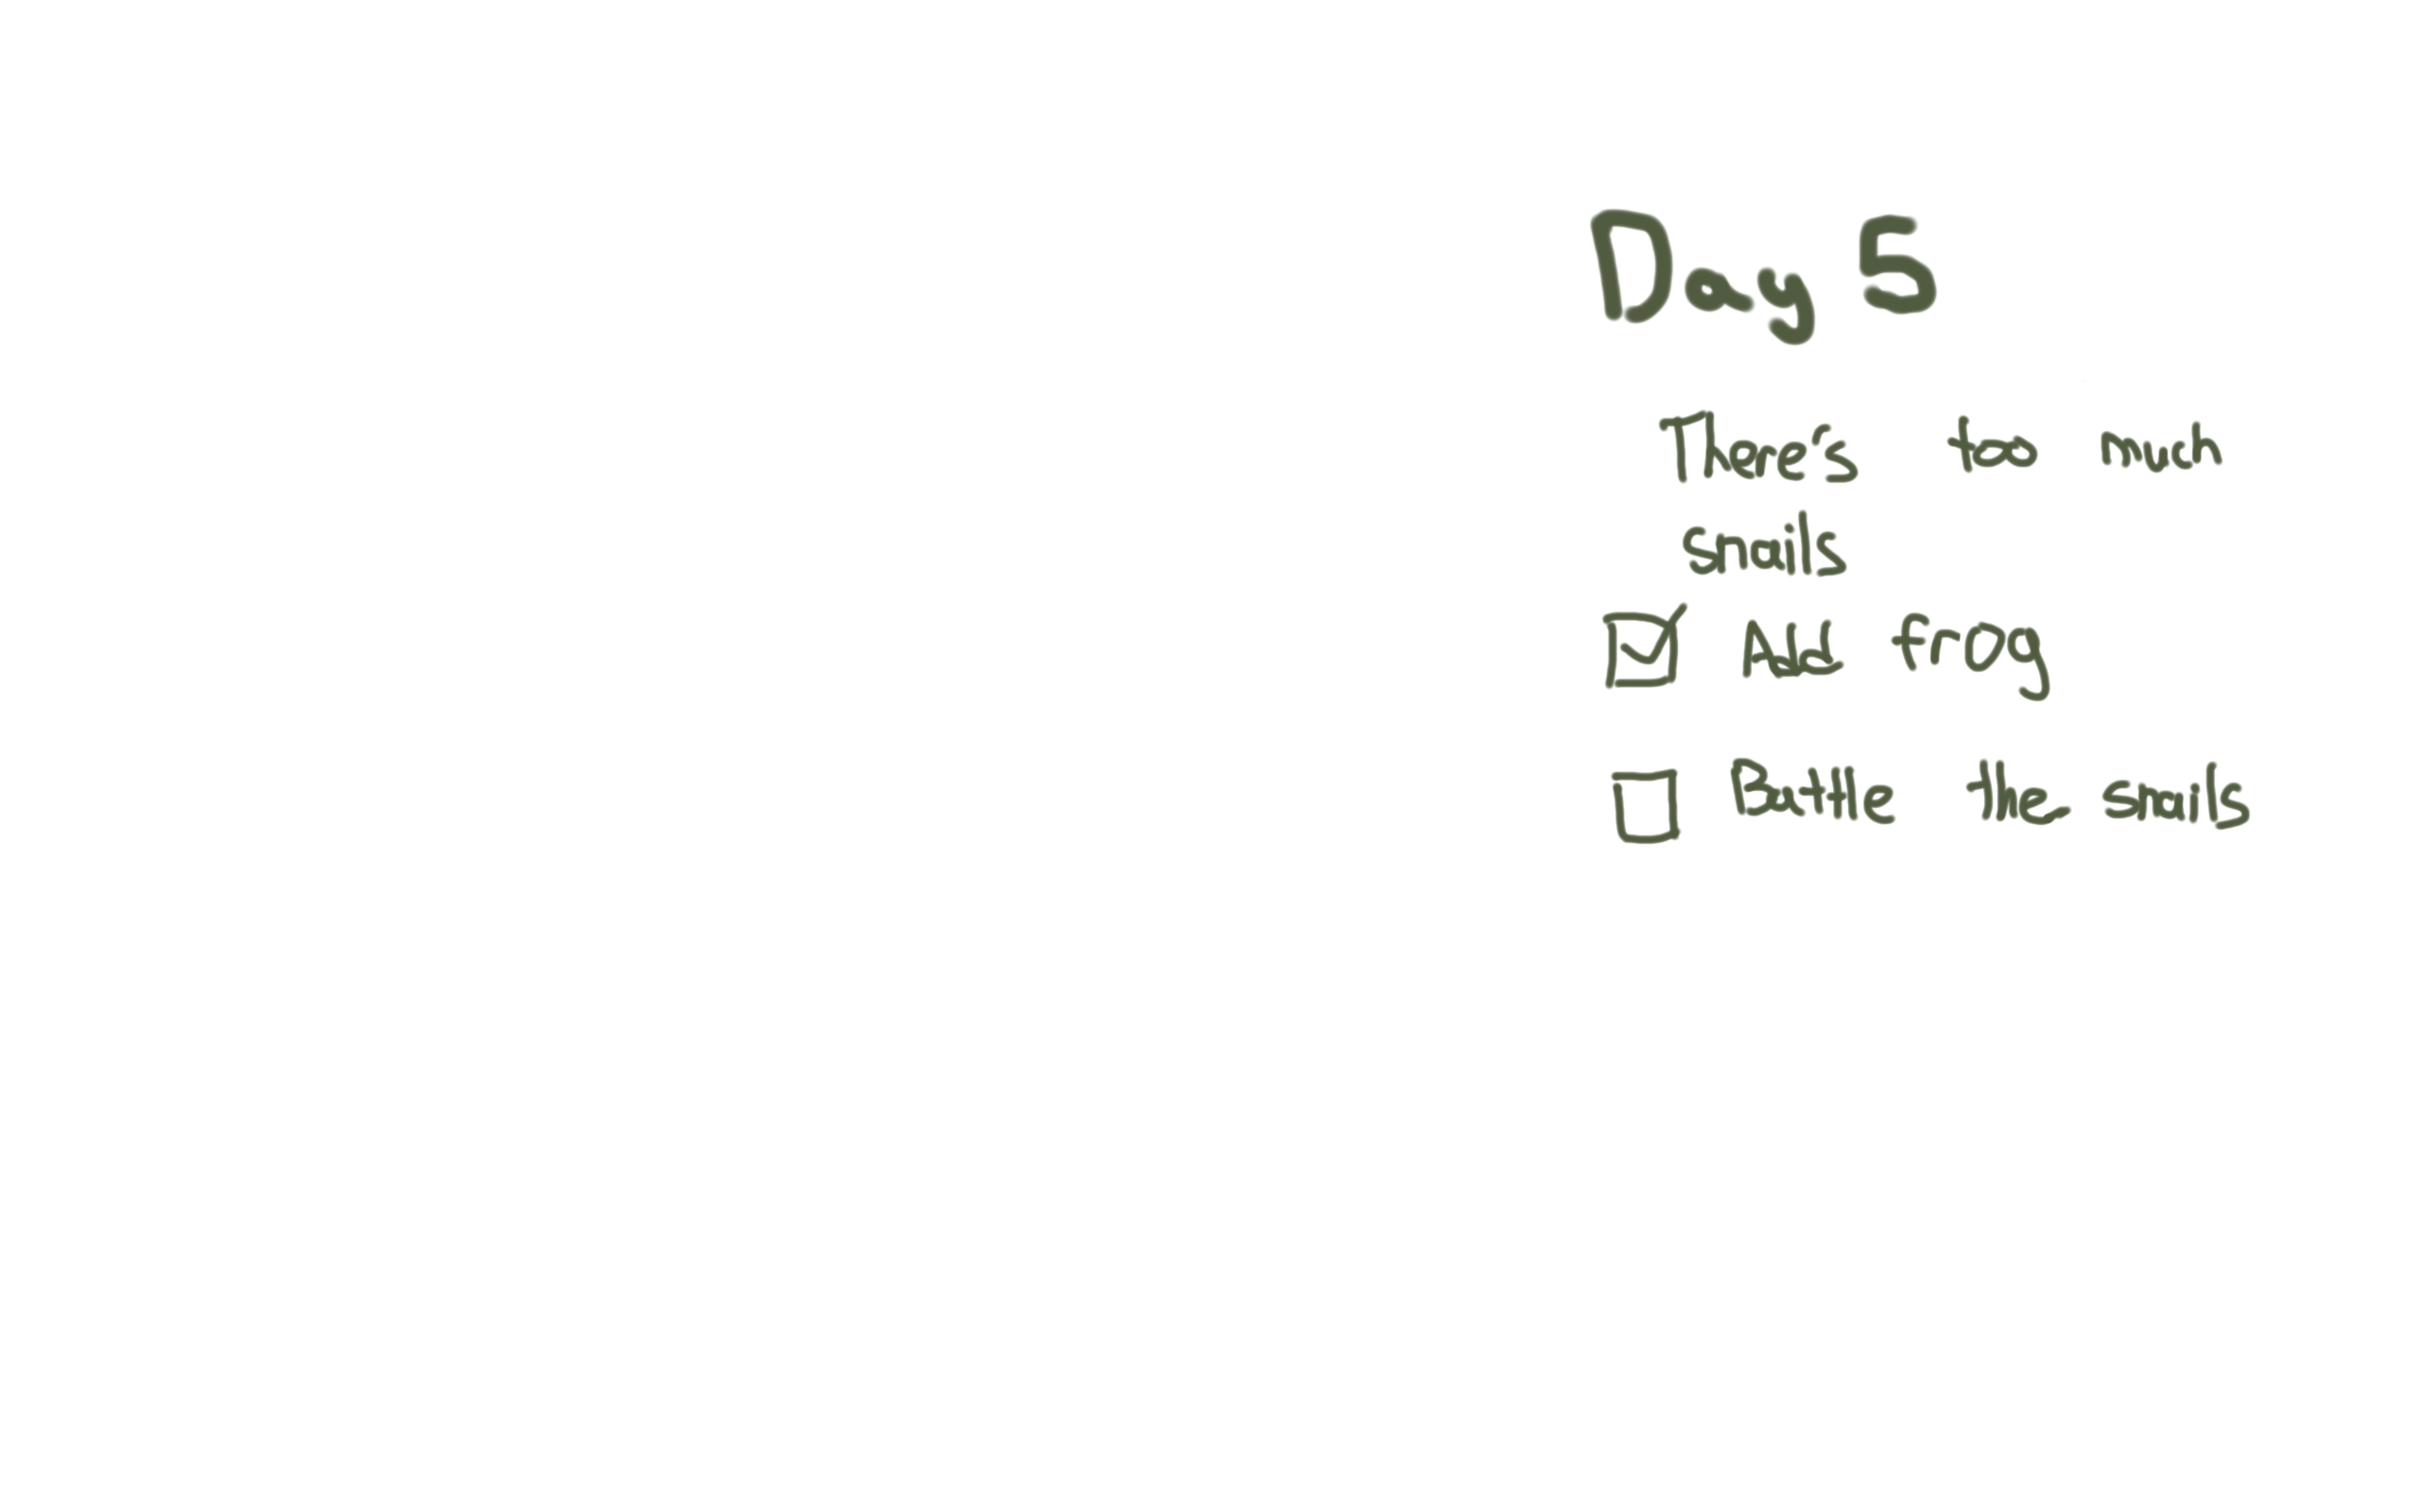 Day 5
There's too much
snails
Add frog
Battle the snails